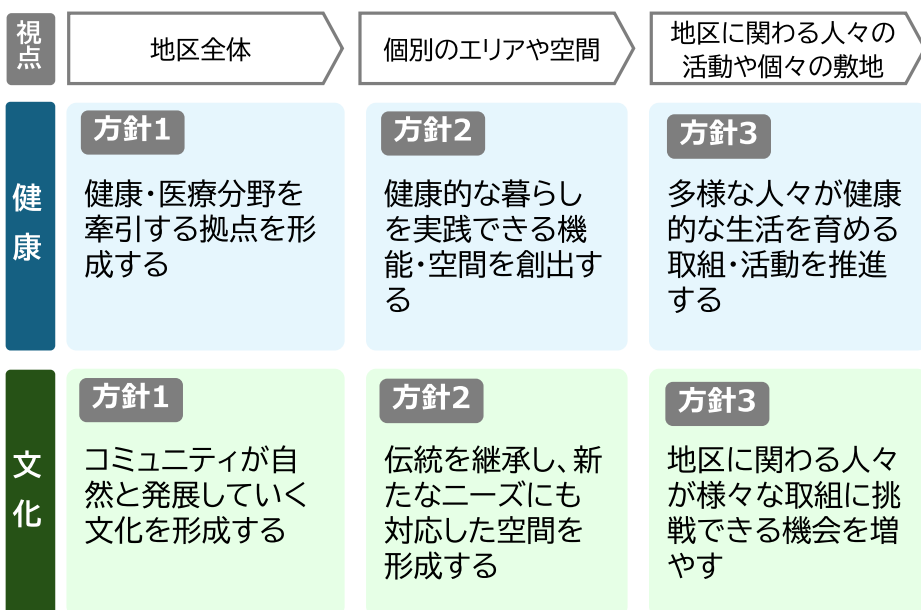 視点
地区全体
個別のエリアや空間
地区に関わる人々の
活動や個々の敷地
健康
方針1
健康・医療分野を
牽引する拠点を形
成する
方針2
健康的な暮らし
を実践できる機
能・空間を創出す
る
方針3
多様な人々が健康
的な生活を育める
取組・活動を推進
する
文化
方針1
コミュニティが自
然と発展していく
文化を形成する
方針2
伝統を継承し、新
たなニーズにも
対応した空間を
形成する
方針3
地区に関わる人々
が様々な取組に挑
戦できる機会を増
やす